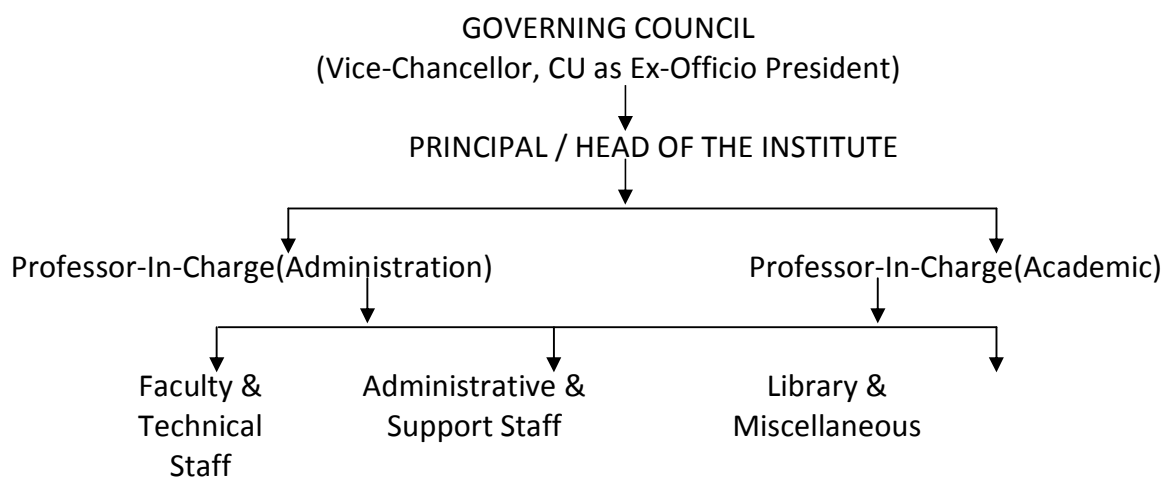 GOVERNING COUNCIL
(Vice-Chancellor, CU as Ex-Officio President)
PRINCIPAL / HEAD OF THE INSTITUTE
Professor-In-Charge(Administration)
Professor-In-Charge(Academic)
Faculty &
Technical
Staff
Administrative &
Support Staff
Library &
Miscellaneous